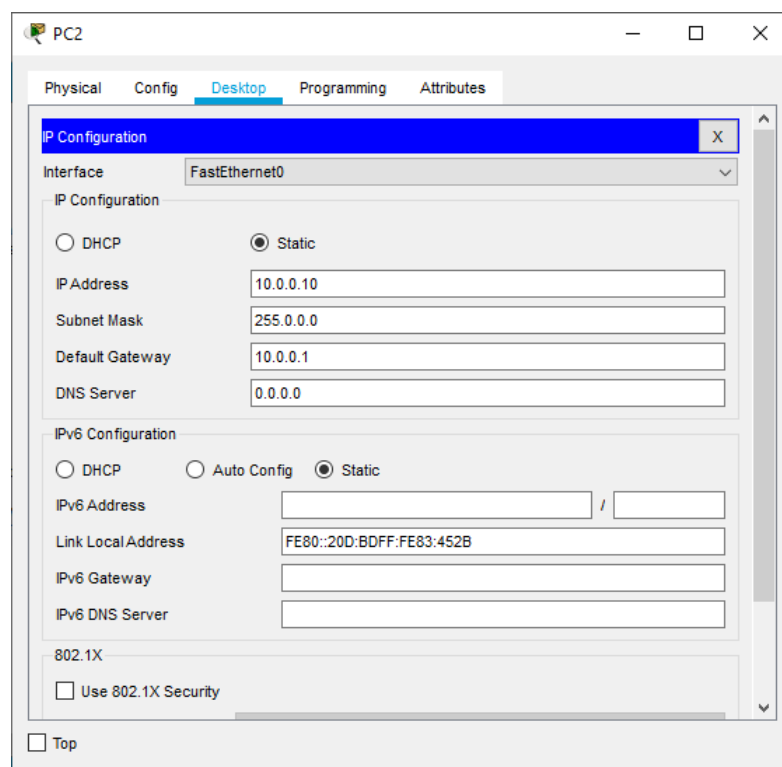 PC2
Physical Config Desktop Programming Attributes
IP Configuration X
Interface FastEthernet0
IP Configuration
DHCP Static
IP Address 10.0.0.10
Subnet Mask 255.0.0.0
Default Gateway 10.0.0.1
DNS Server 0.0.0.0
IPv6 Configuration
DHCP Auto Config Static
IPv6 Address /
Link Local Address FE80::20D:BDFF:FE83:452B
IPv6 Gateway
IPv6 DNS Server
802.1X
Use 802.1X Security
Top